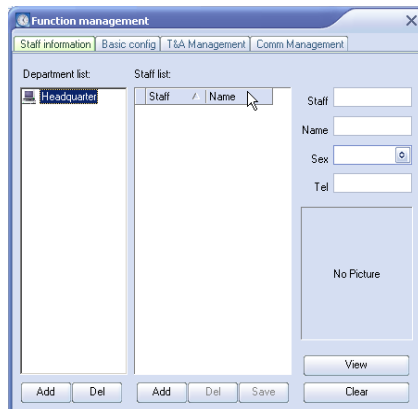 Function management
Staff information Basic config T&A Management Comm Management
Department list: Staff list:
Headquarter
Staff Name
Staff
Name
Sex
Tel
No Picture
View
Add Del Add Del Save Clear